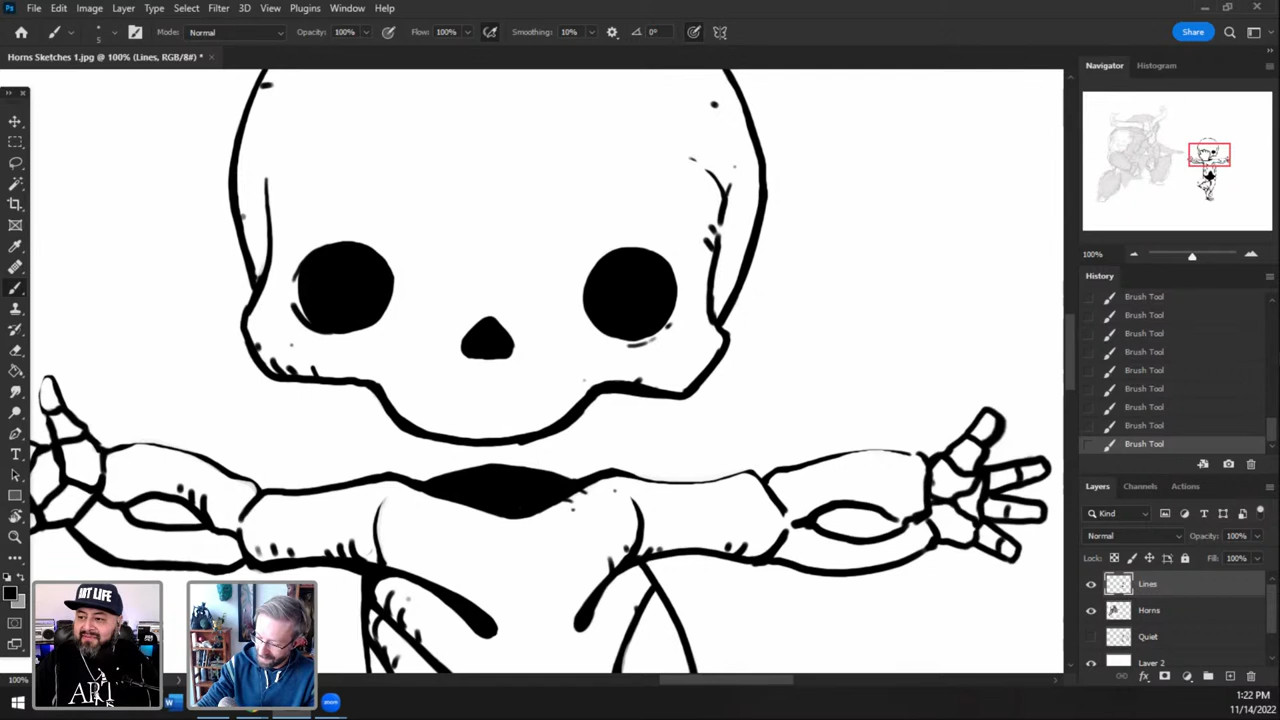 Ps File Edit Image Layer Type Select Filter 3D View Plugins Window Help
5 Mode: Normal Opacity: 100% Flow: 100% Smoothing: 10% 0° Share
Horns Sketches 1.jpg @ 100% (Lines, RGB/8#) * ×
Navigator Histogram
100%
History
Brush Tool
Brush Tool
Brush Tool
Brush Tool
Brush Tool
Brush Tool
Brush Tool
Brush Tool
Brush Tool
Layers Channels Actions
Kind
Normal Opacity: 100%
Lock: Fill: 100%
Lines
Horns
Quiet
Layer 2
100%
ART LIFE
ART
W zoom
1:22 PM
11/14/2022